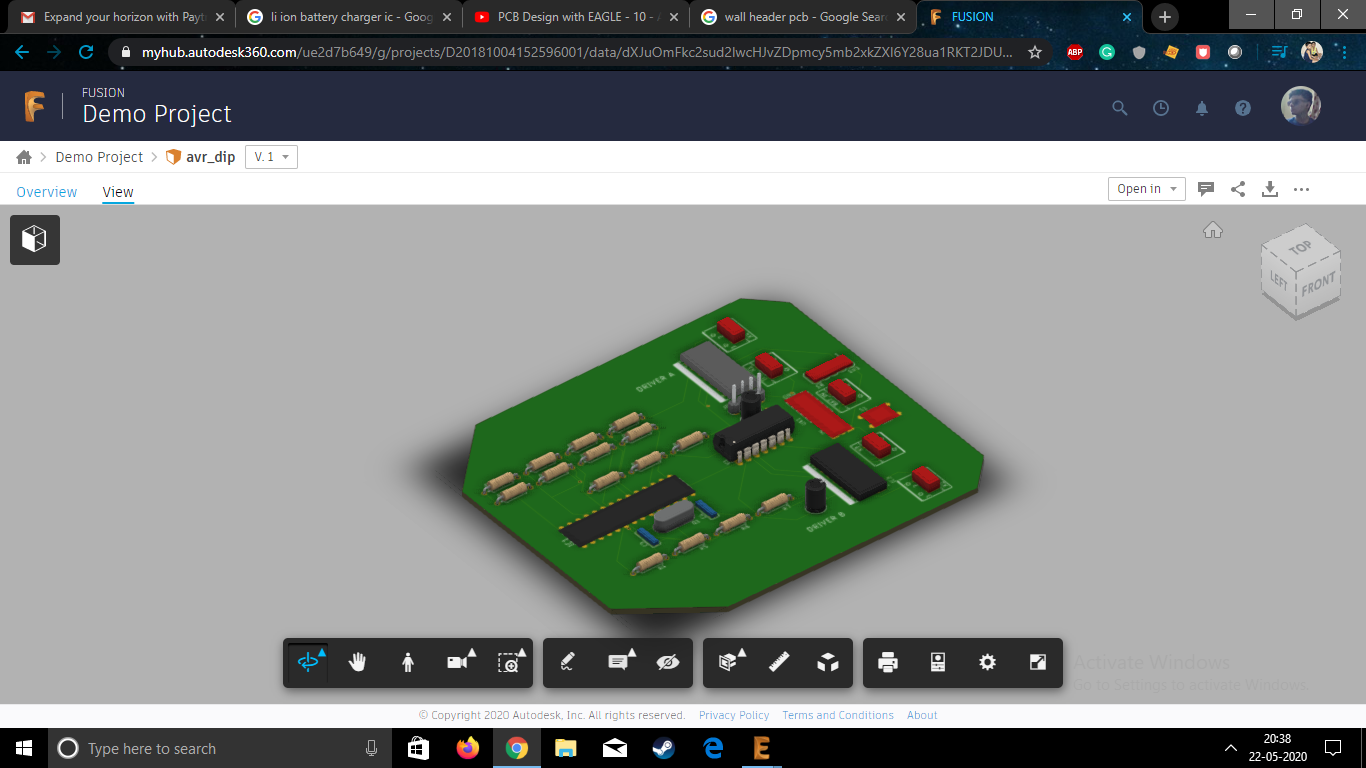 Expand your horizon with Payt
li ion battery charger ic - Goog
PCB Design with EAGLE - 10 - A
wall header pcb - Google Sear
FUSION
myhub.autodesk360.com/ue2d7b649/g/projects/D20181004152596001/data/
ABP
FUSION
Demo Project
Demo Project
avr_dip
V. 1
Overview
View
Open in
TOP
LEFT
FRONT
DRIVER A
DRIVER B
Activate Windows
Go to Settings to activate Windows.
© Copyright 2020 Autodesk, Inc. All rights reserved.
Privacy Policy
Terms and Conditions
About
Type here to search
20:38
22-05-2020